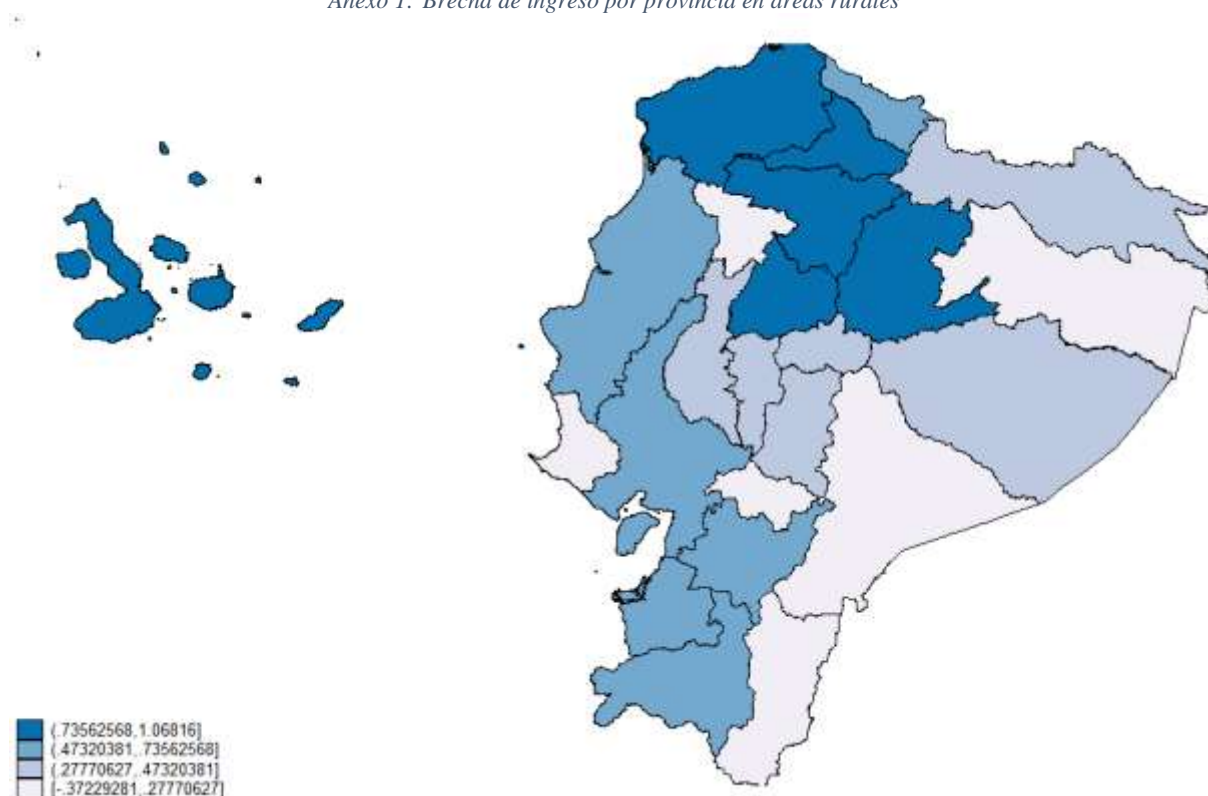 Anexo 1. Brecha de ingreso por provincia en áreas rurales
(.73562568,1.06816]
(.47320381,.73562568]
(.27770627,.47320381]
[-.37229281,.27770627]